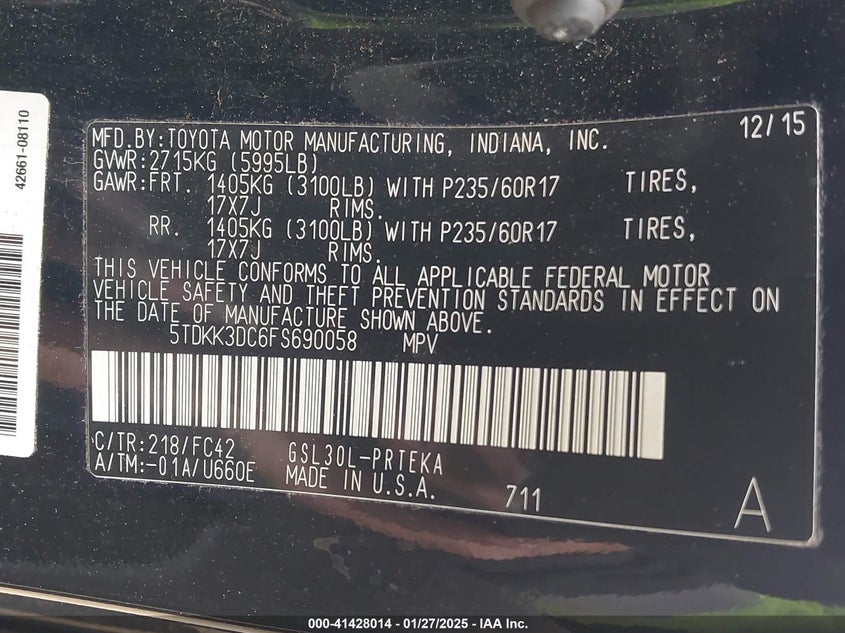 42661-08110
MFD.BY:TOYOTA MOTOR MANUFACTURING, INDIANA, INC. 12/15
GVWR:2715KG (5995LB)
GAWR:FRT. 1405KG (3100LB) WITH P235/60R17 TIRES,
17X7J RIMS.
RR. 1405KG (3100LB) WITH P235/60R17 TIRES,
17X7J RIMS.
THIS VEHICLE CONFORMS TO ALL APPLICABLE FEDERAL MOTOR
VEHICLE SAFETY AND THEFT PREVENTION STANDARDS IN EFFECT ON
THE DATE OF MANUFACTURE SHOWN ABOVE.
5TDKK3DC6FS690058 MPV
C/TR:218/FC42 GSL30L-PRTEKA
A/TM:-01A/U660E MADE IN U.S.A. 711 A
000-41428014 - 01/27/2025 - IAA Inc.